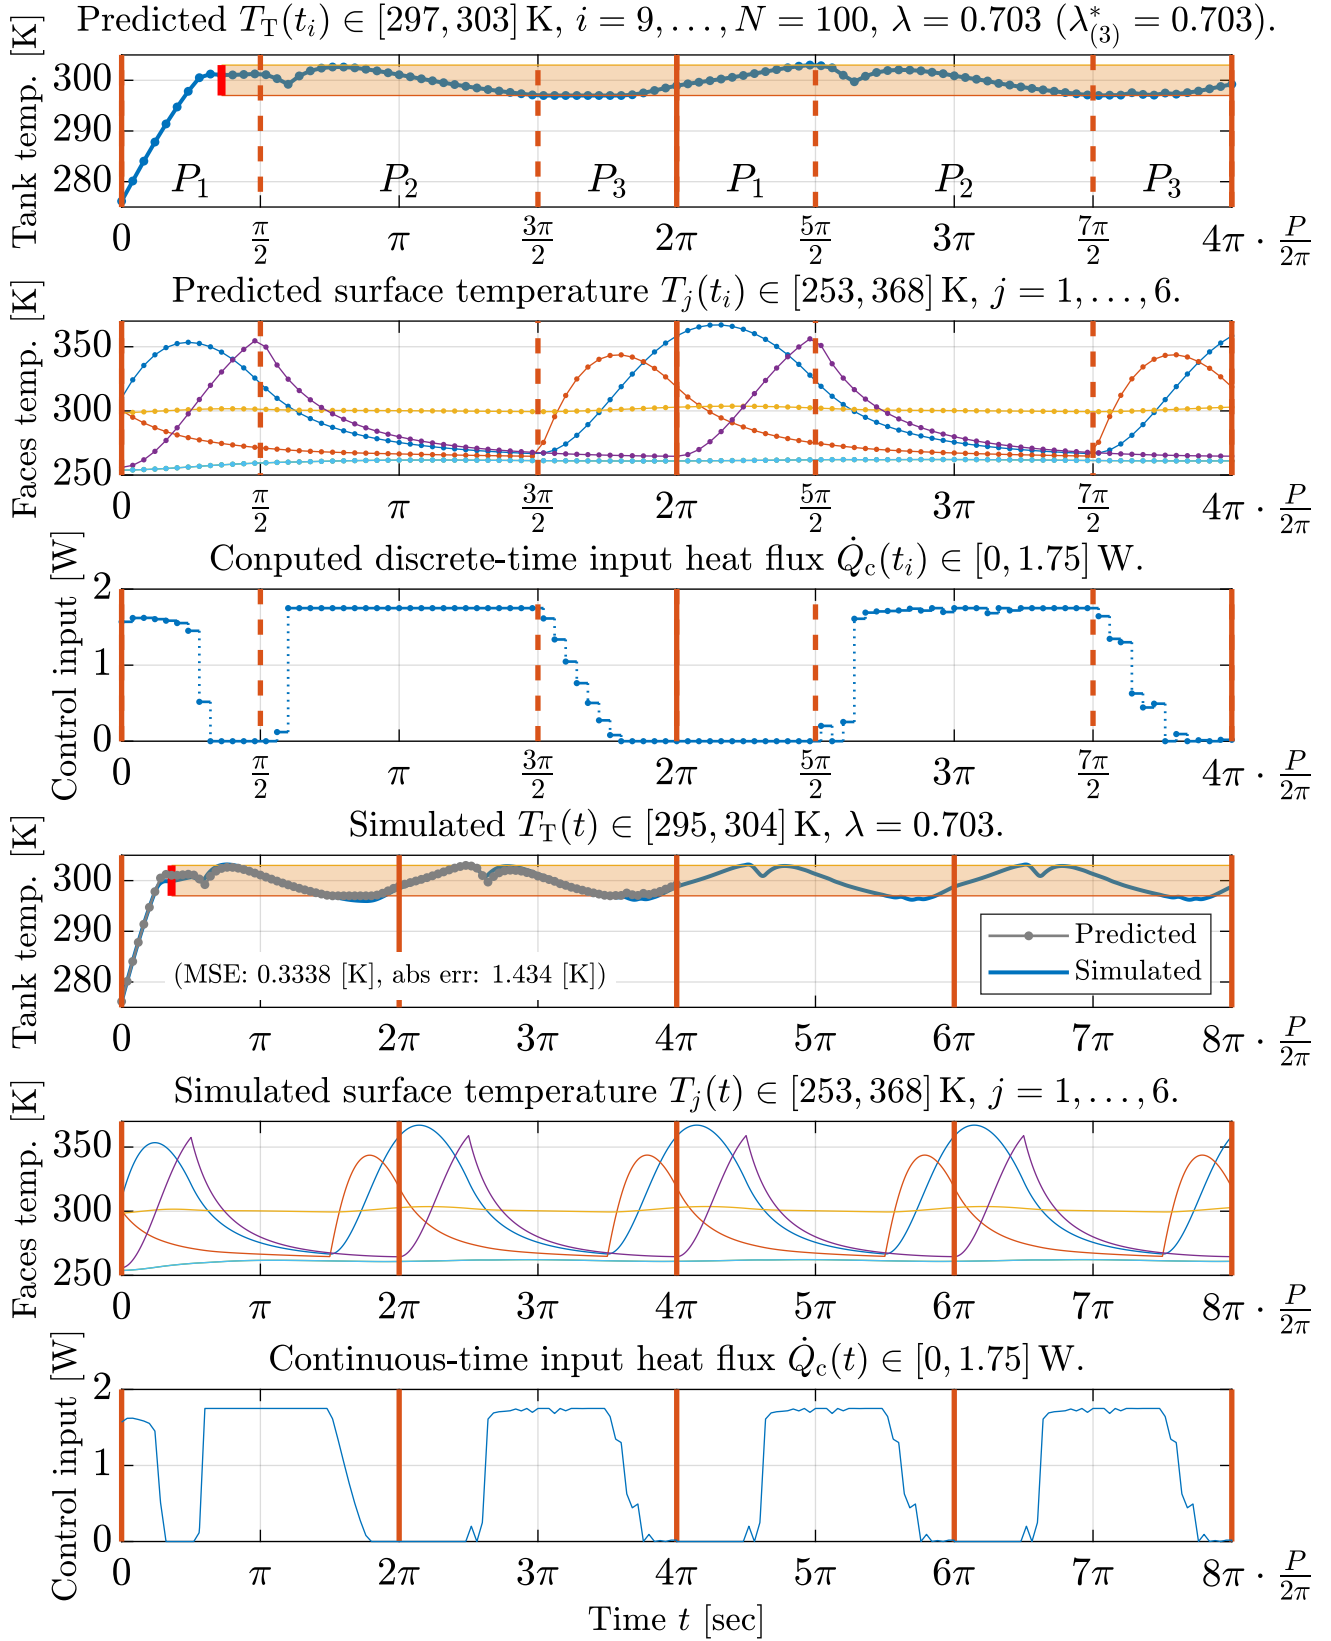 Predicted T_T(t_i) ∈ [297, 303] K, i = 9, …, N = 100, λ = 0.703 (λ*_(3) = 0.703).
Tank temp. [K]
300
290
280
P_1 P_2 P_3 P_1 P_2 P_3
0 π/2 π 3π/2 2π 5π/2 3π 7π/2 4π · P/2π
Predicted surface temperature T_j(t_i) ∈ [253, 368] K, j = 1, …, 6.
Faces temp. [K]
350
300
250
0 π/2 π 3π/2 2π 5π/2 3π 7π/2 4π · P/2π
Conputed discrete-time input heat flux Q̇_c(t_i) ∈ [0, 1.75] W.
Control input [W]
2
1
0
0 π/2 π 3π/2 2π 5π/2 3π 7π/2 4π · P/2π
Simulated T_T(t) ∈ [295, 304] K, λ = 0.703.
Tank temp. [K]
300
290
280
Predicted
Simulated
(MSE: 0.3338 [K], abs err: 1.434 [K])
0 π 2π 3π 4π 5π 6π 7π 8π · P/2π
Simulated surface temperature T_j(t) ∈ [253, 368] K, j = 1, …, 6.
Faces temp. [K]
350
300
250
0 π 2π 3π 4π 5π 6π 7π 8π · P/2π
Continuous-time input heat flux Q̇_c(t) ∈ [0, 1.75] W.
Control input [W]
2
1
0
0 π 2π 3π 4π 5π 6π 7π 8π · P/2π
Time t [sec]